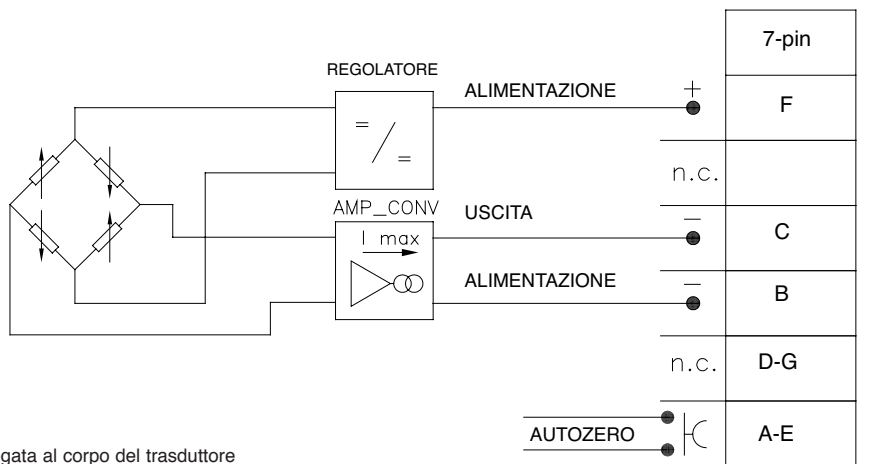 7-pin
REGOLATORE
ALIMENTAZIONE
+
F
=
/
=
n.c.
AMP_CONV
USCITA
−
C
I max
ALIMENTAZIONE
−
B
n.c.
D-G
AUTOZERO
A-E
gata al corpo del trasduttore